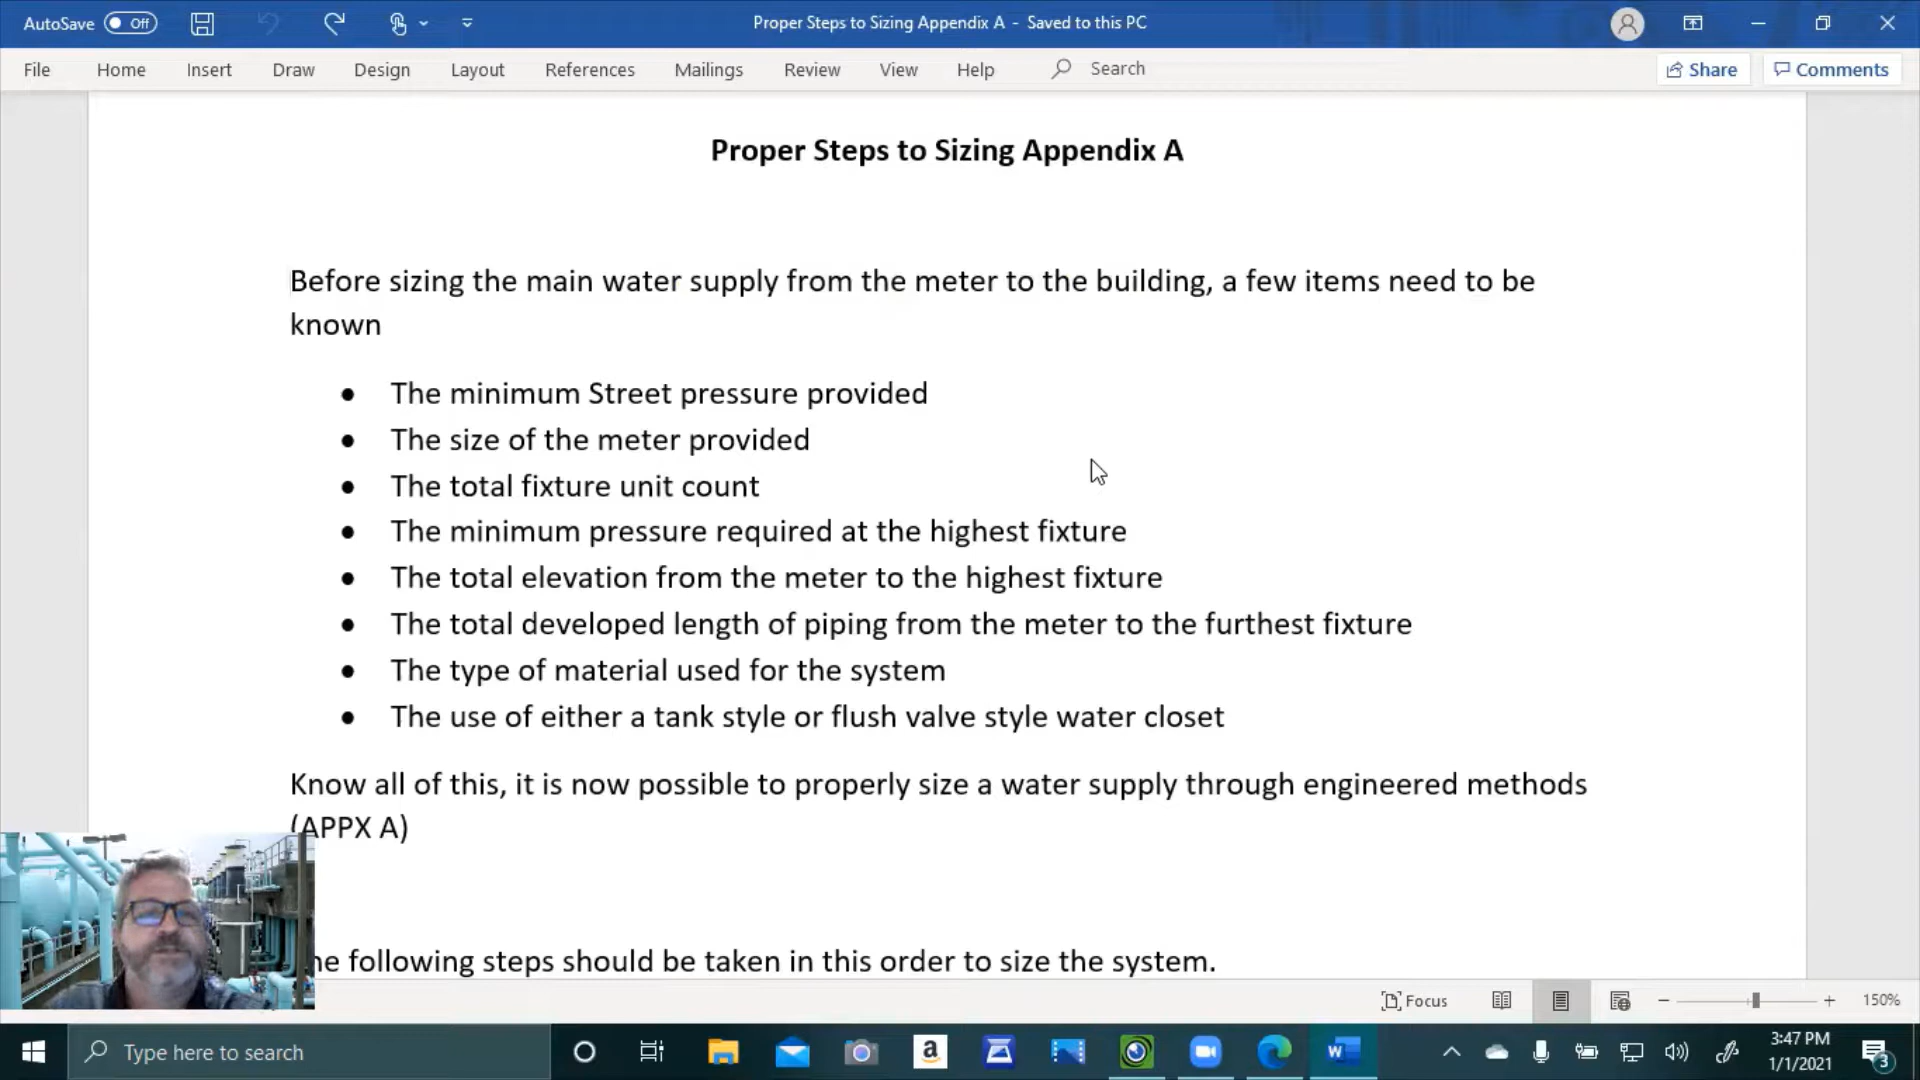 AutoSave Off
Proper Steps to Sizing Appendix A - Saved to this PC
File Home Insert Draw Design Layout References Mailings Review View Help Search Share Comments
Proper Steps to Sizing Appendix A
Before sizing the main water supply from the meter to the building, a few items need to be
known
• The minimum Street pressure provided
• The size of the meter provided
• The total fixture unit count
• The minimum pressure required at the highest fixture
• The total elevation from the meter to the highest fixture
• The total developed length of piping from the meter to the furthest fixture
• The type of material used for the system
• The use of either a tank style or flush valve style water closet
Know all of this, it is now possible to properly size a water supply through engineered methods
(APPX A)
he following steps should be taken in this order to size the system.
Focus 150%
Type here to search
a
W
3:47 PM
1/1/2021
3